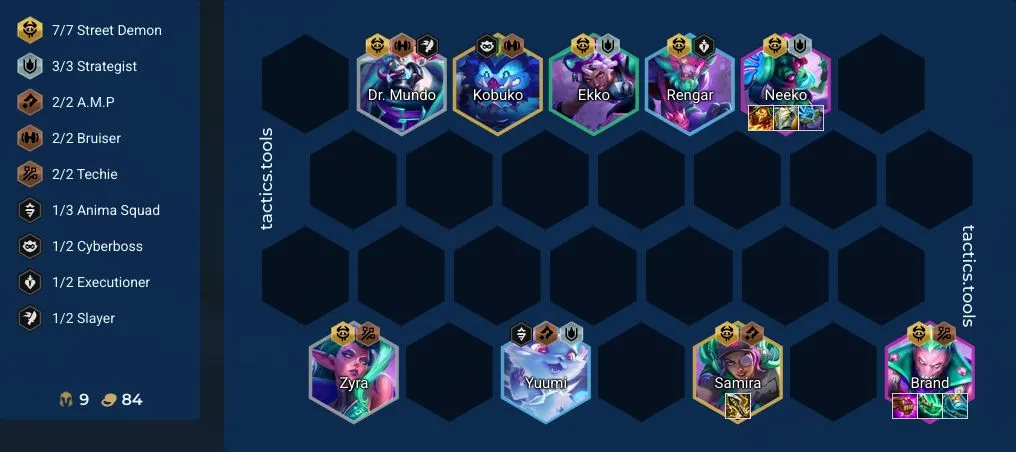 7/7 Street Demon
3/3 Strategist
2/2 A.M.P
2/2 Bruiser
2/2 Techie
1/3 Anima Squad
1/2 Cyberboss
1/2 Executioner
1/2 Slayer
9 84
tactics.tools
Dr. Mundo Kobuko Ekko Rengar Neeko
tactics.tools
Zyra Yuumi Samira Brand